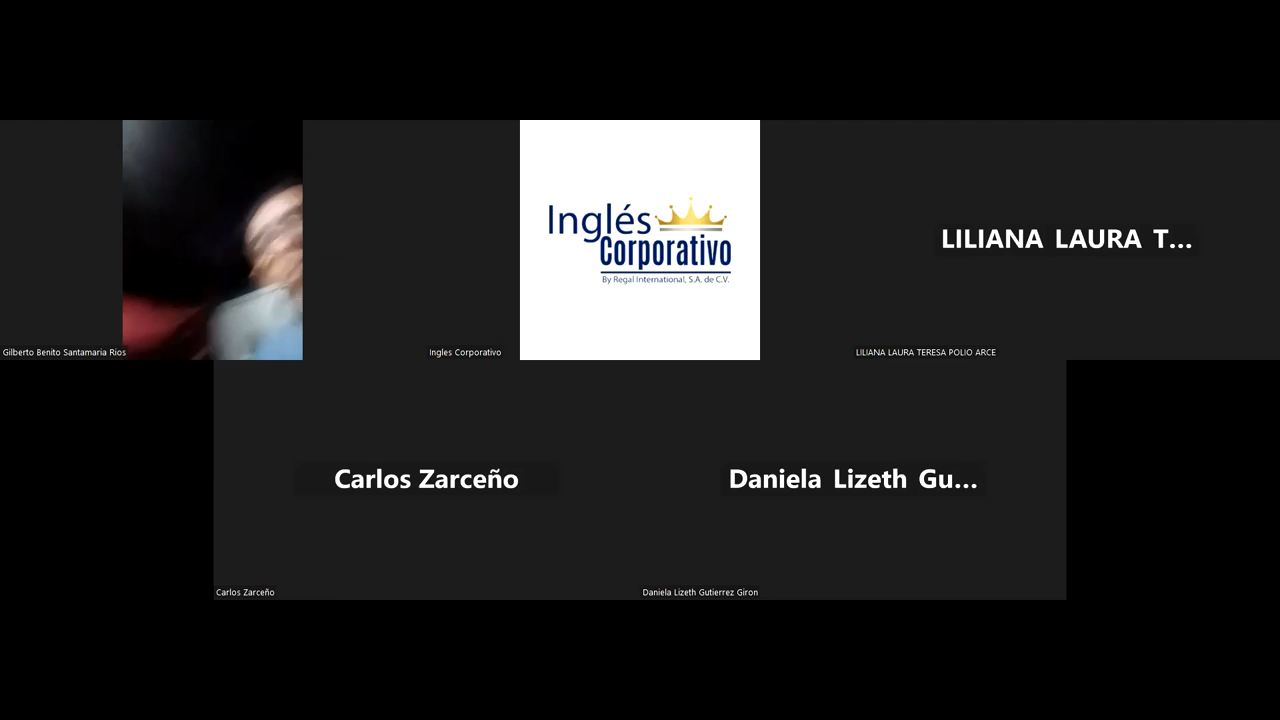 Inglés
Corporativo
By Regal International, S.A. de C.V.
LILIANA LAURA T...
Gilberto Benito Santamaria Rios
Ingles Corporativo
LILIANA LAURA TERESA POLIO ARCE
Carlos Zarceño
Daniela Lizeth Gu...
Carlos Zarceño
Daniela Lizeth Gutierrez Giron